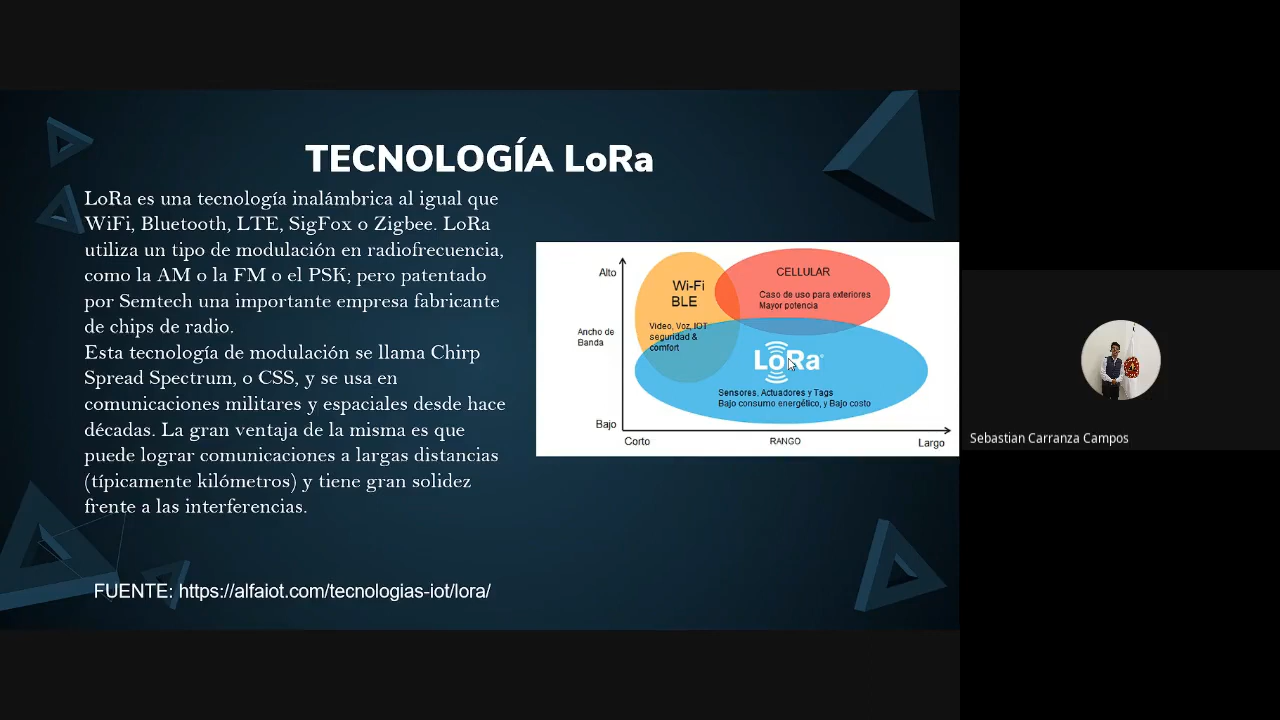 TECNOLOGÍA LoRa
LoRa es una tecnología inalámbrica al igual que
WiFi, Bluetooth, LTE, SigFox o Zigbee. LoRa
utiliza un tipo de modulación en radiofrecuencia,
como la AM o la FM o el PSK; pero patentado
por Semtech una importante empresa fabricante
de chips de radio.
Esta tecnología de modulación se llama Chirp
Spread Spectrum, o CSS, y se usa en
comunicaciones militares y espaciales desde hace
décadas. La gran ventaja de la misma es que
puede lograr comunicaciones a largas distancias
(típicamente kilómetros) y tiene gran solidez
frente a las interferencias.
FUENTE: https://alfaiot.com/tecnologias-iot/lora/
Alto
Ancho de
Banda
Bajo
Wi-Fi
BLE
Video, Voz, IOT
seguridad &
comfort
CELLULAR
Caso de uso para exteriores
Mayor potencia
LoRa
Sensores, Actuadores y Tags
Bajo consumo energético, y Bajo costo
Corto
RANGO
Largo
Sebastian Carranza Campos